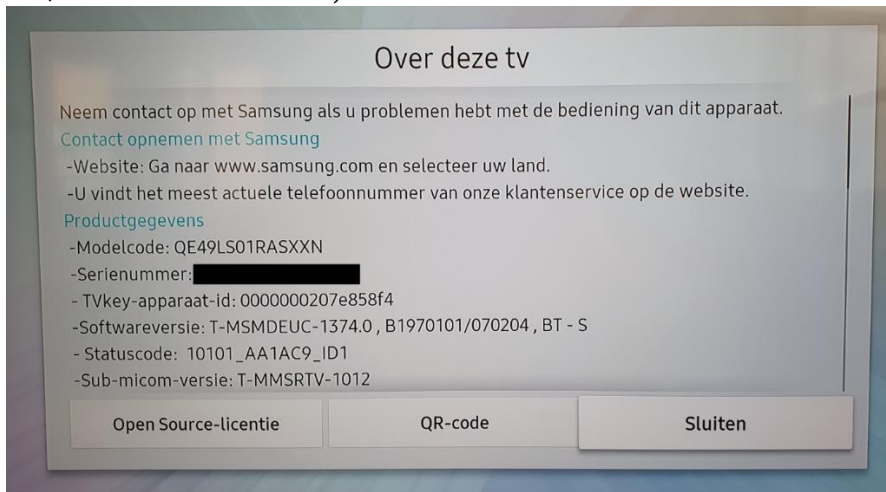 Over deze tv
Neem contact op met Samsung als u problemen hebt met de bediening van dit apparaat.
Contact opnemen met Samsung
-Website: Ga naar www.samsung.com en selecteer uw land.
-U vindt het meest actuele telefoonnummer van onze klantenservice op de website.
Productgegevens
-Modelcode: QE49LS01RASXXN
-Serienummer:
- TVkey-apparaat-id: 0000000207e858f4
-Softwareversie: T-MSMDEUC-1374.0 , B1970101/070204 , BT - S
- Statuscode: 10101_AA1AC9_ID1
-Sub-micom-versie: T-MMSRTV-1012
Open Source-licentie
QR-code
Sluiten